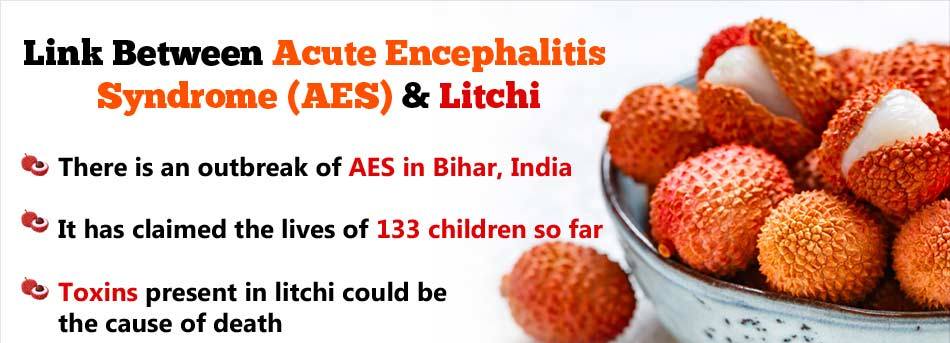 Link Between Acute Encephalitis
Syndrome (AES) & Litchi
There is an outbreak of AES in Bihar, India
It has claimed the lives of 133 children so far
Toxins present in litchi could be
the cause of death